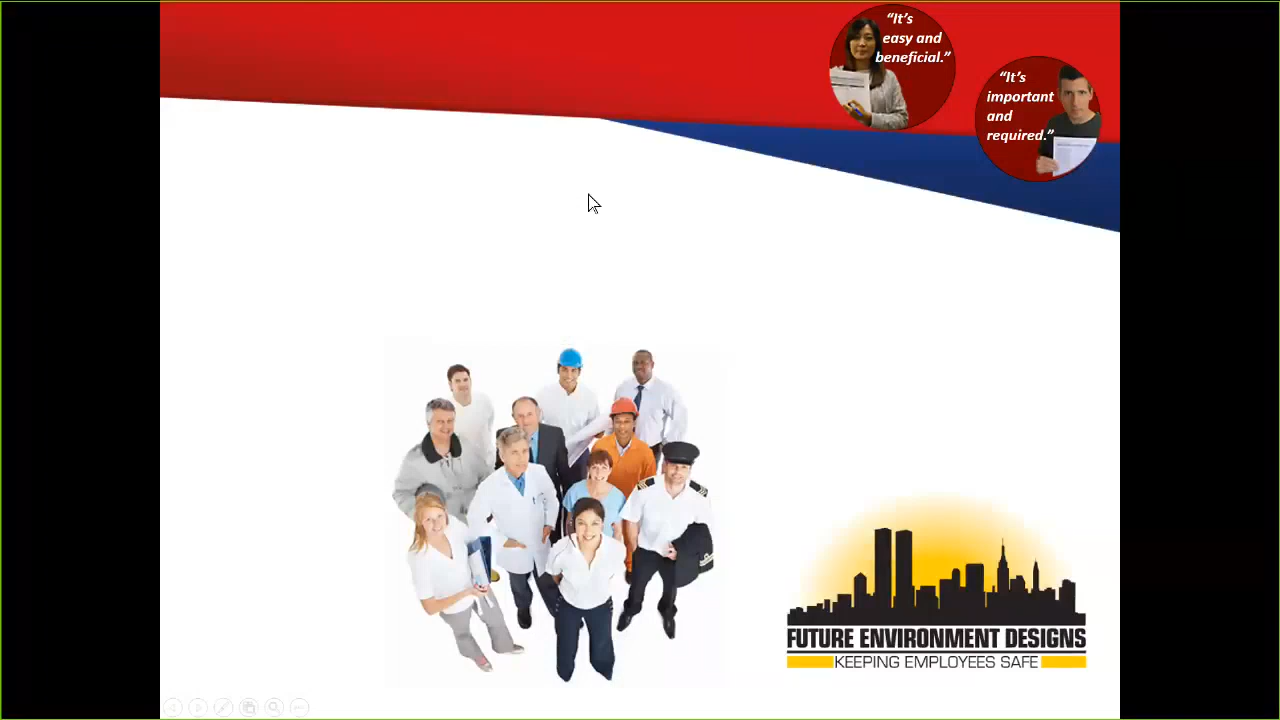 “It’s
easy and
beneficial.”
“It’s
important
and
required.”
FUTURE ENVIRONMENT DESIGNS
KEEPING EMPLOYEES SAFE